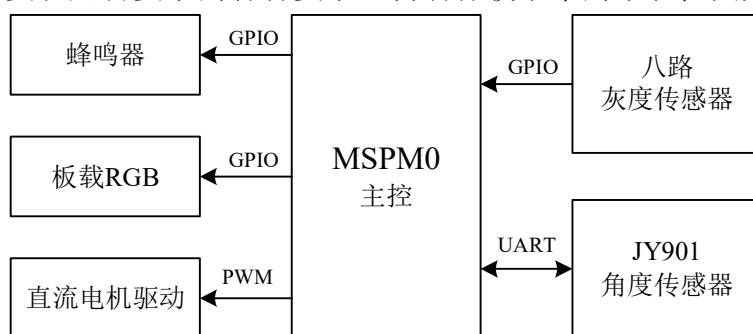 蜂鸣器
GPIO
板载RGB
GPIO
直流电机驱动
PWM
MSPM0
主控
GPIO
八路
灰度传感器
UART
JY901
角度传感器